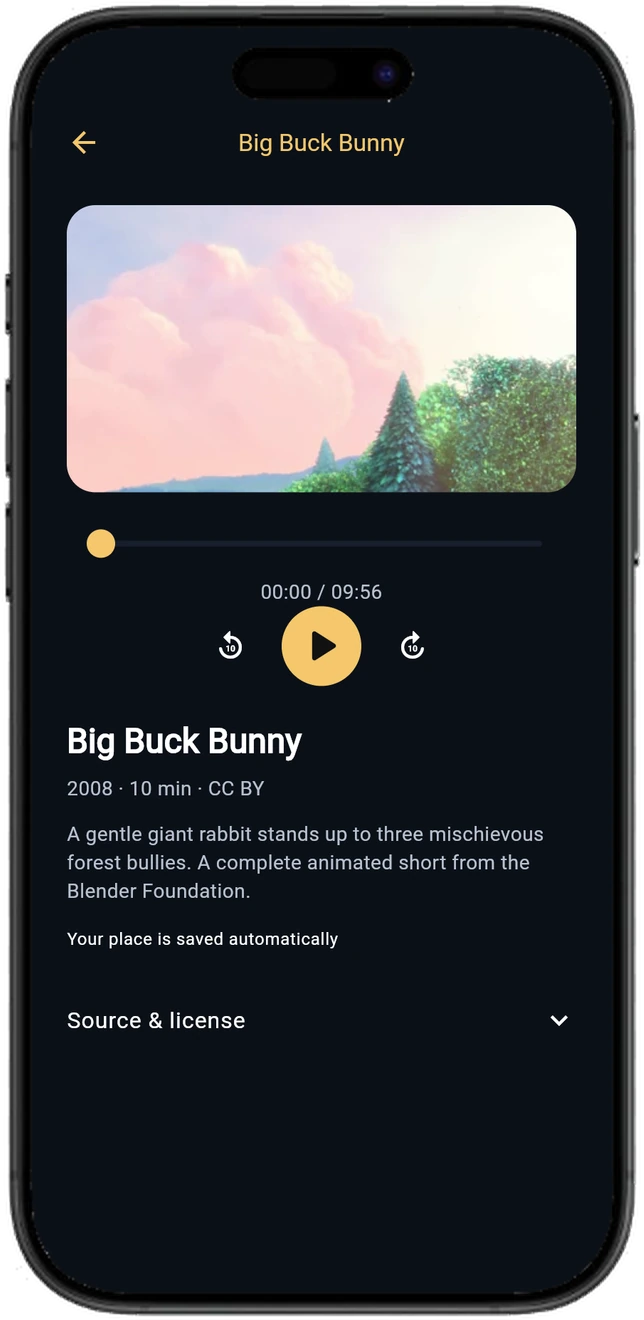 Big Buck Bunny
00:00 / 09:56
10
10
Big Buck Bunny
2008 · 10 min · CC BY
A gentle giant rabbit stands up to three mischievous
forest bullies. A complete animated short from the
Blender Foundation.
Your place is saved automatically
Source & license